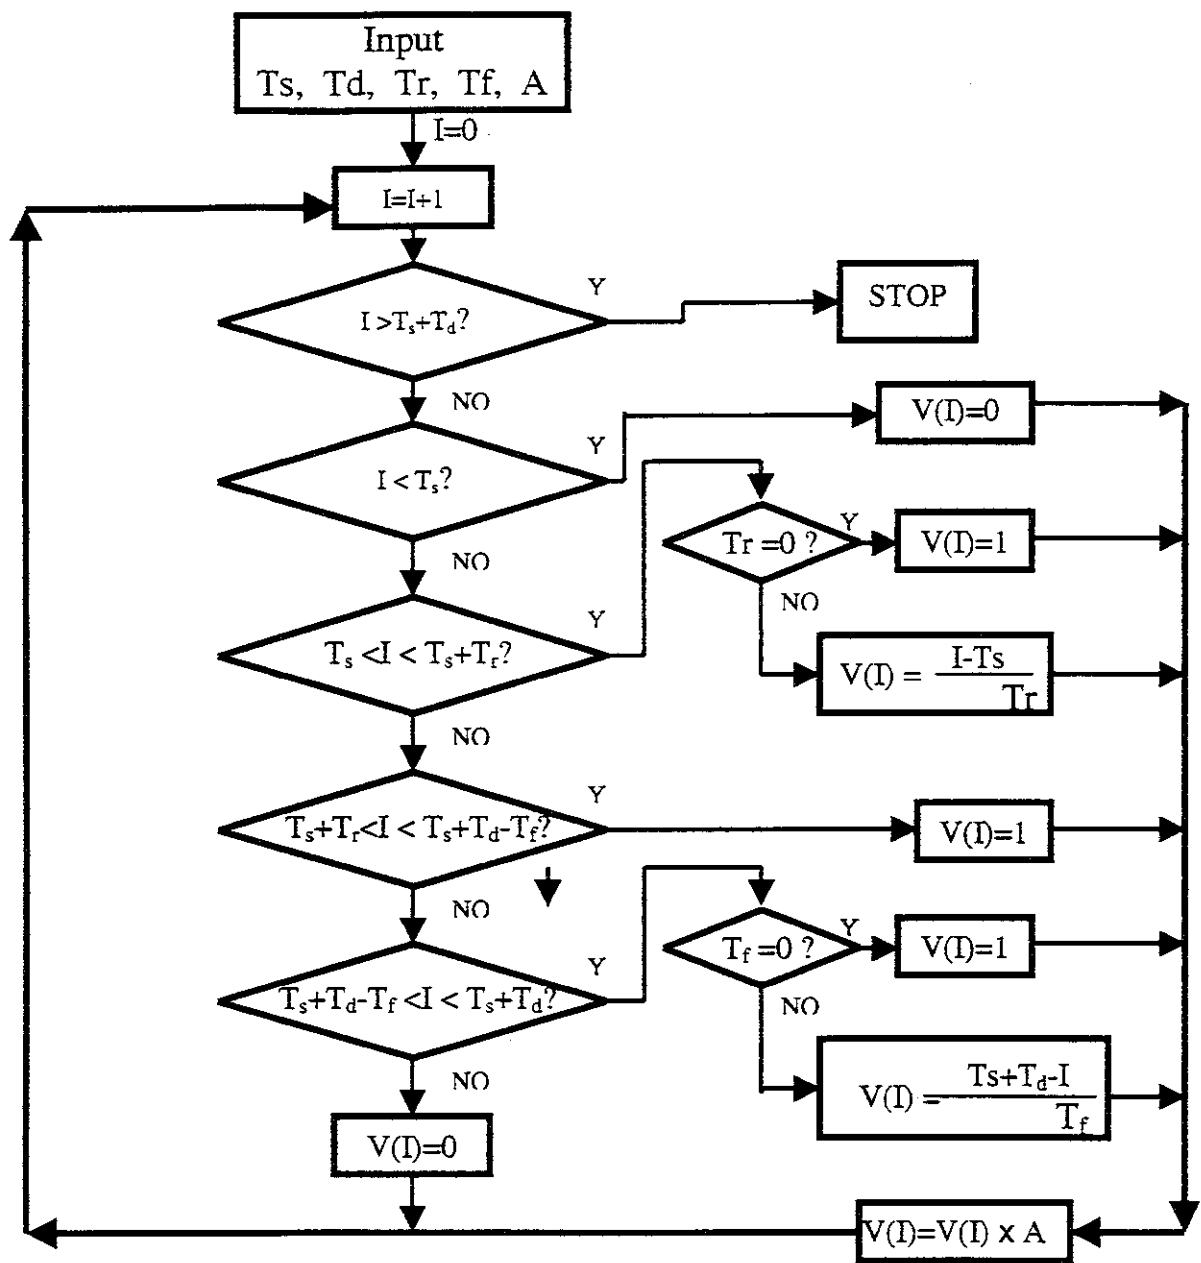 Input
Ts, Td, Tr, Tf, A
I=0
I=I+1
I >Ts+Td?
Y
STOP
NO
I < Ts?
Y
V(I)=0
NO
Tr =0 ?
Y
V(I)=1
NO
V(I) = I-Ts
Tr
Ts <I < Ts+Tr?
Y
NO
Ts+Tr<I < Ts+Td-Tf?
Y
V(I)=1
NO
Tf =0 ?
Y
V(I)=1
NO
V(I) = Ts+Td-I
Tf
Ts+Td-Tf <I < Ts+Td?
Y
NO
V(I)=0
V(I)=V(I) x A